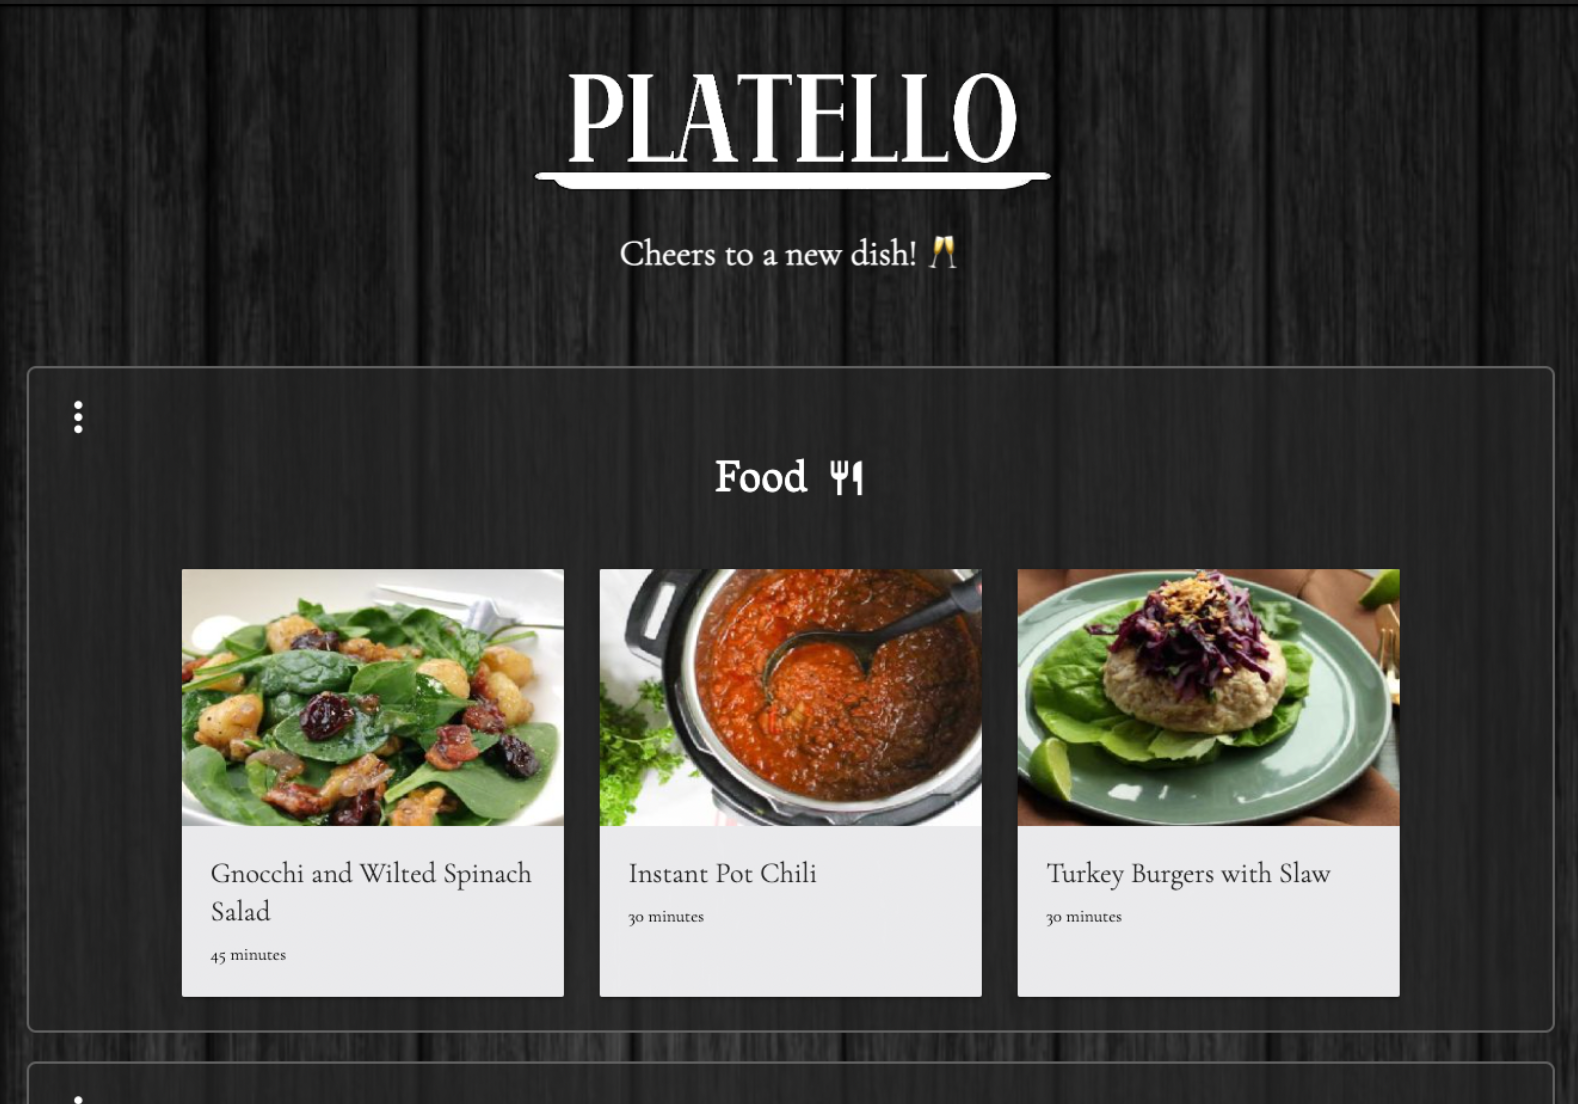 PLATELLO
Cheers to a new dish! 🥂
Food
Gnocchi and Wilted Spinach
Salad
45 minutes
Instant Pot Chili
30 minutes
Turkey Burgers with Slaw
30 minutes